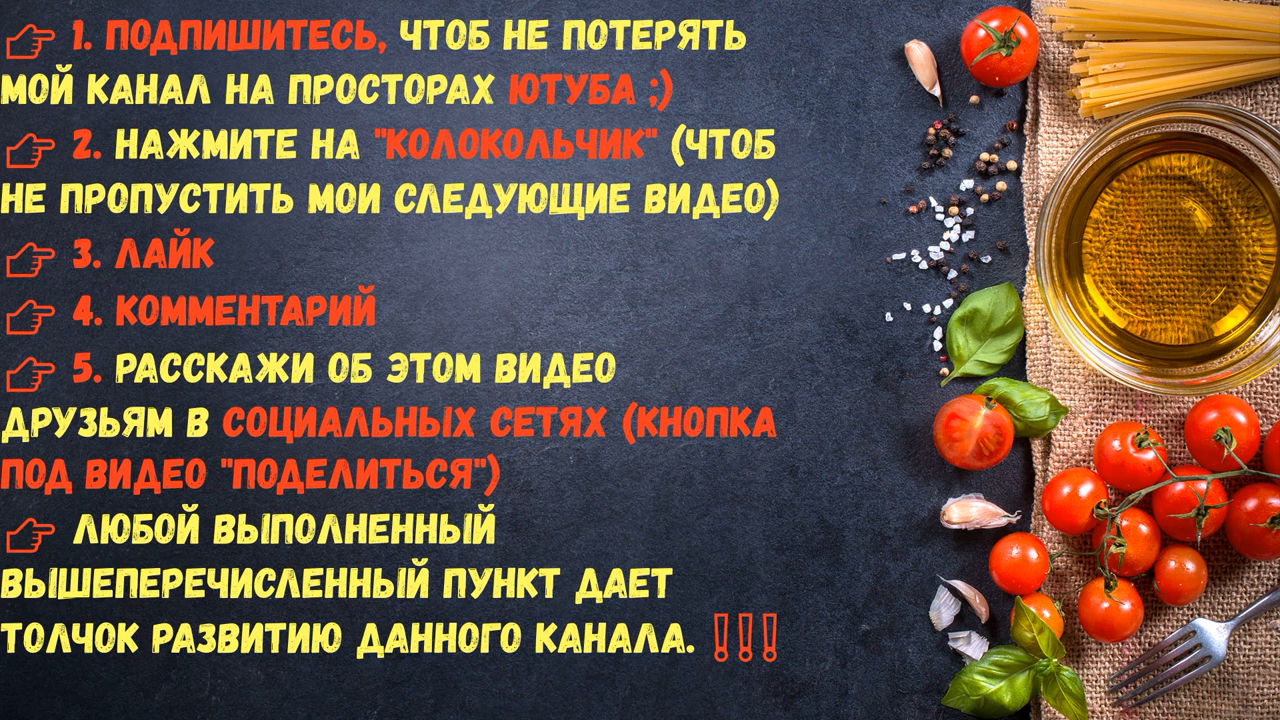 👉 1. ПОДПИШИТЕСЬ, ЧТОБ НЕ ПОТЕРЯТЬ
МОЙ КАНАЛ НА ПРОСТОРАХ ЮТУБА ;)
👉 2. НАЖМИТЕ НА "КОЛОКОЛЬЧИК" (ЧТОБ
НЕ ПРОПУСТИТЬ МОИ СЛЕДУЮЩИЕ ВИДЕО)
👉 3. ЛАЙК
👉 4. КОММЕНТАРИЙ
👉 5. РАССКАЖИ ОБ ЭТОМ ВИДЕО
ДРУЗЬЯМ В СОЦИАЛЬНЫХ СЕТЯХ (КНОПКА
ПОД ВИДЕО "ПОДЕЛИТЬСЯ")
👉 ЛЮБОЙ ВЫПОЛНЕННЫЙ
ВЫШЕПЕРЕЧИСЛЕННЫЙ ПУНКТ ДАЕТ
ТОЛЧОК РАЗВИТИЮ ДАННОГО КАНАЛА. ❗❗❗